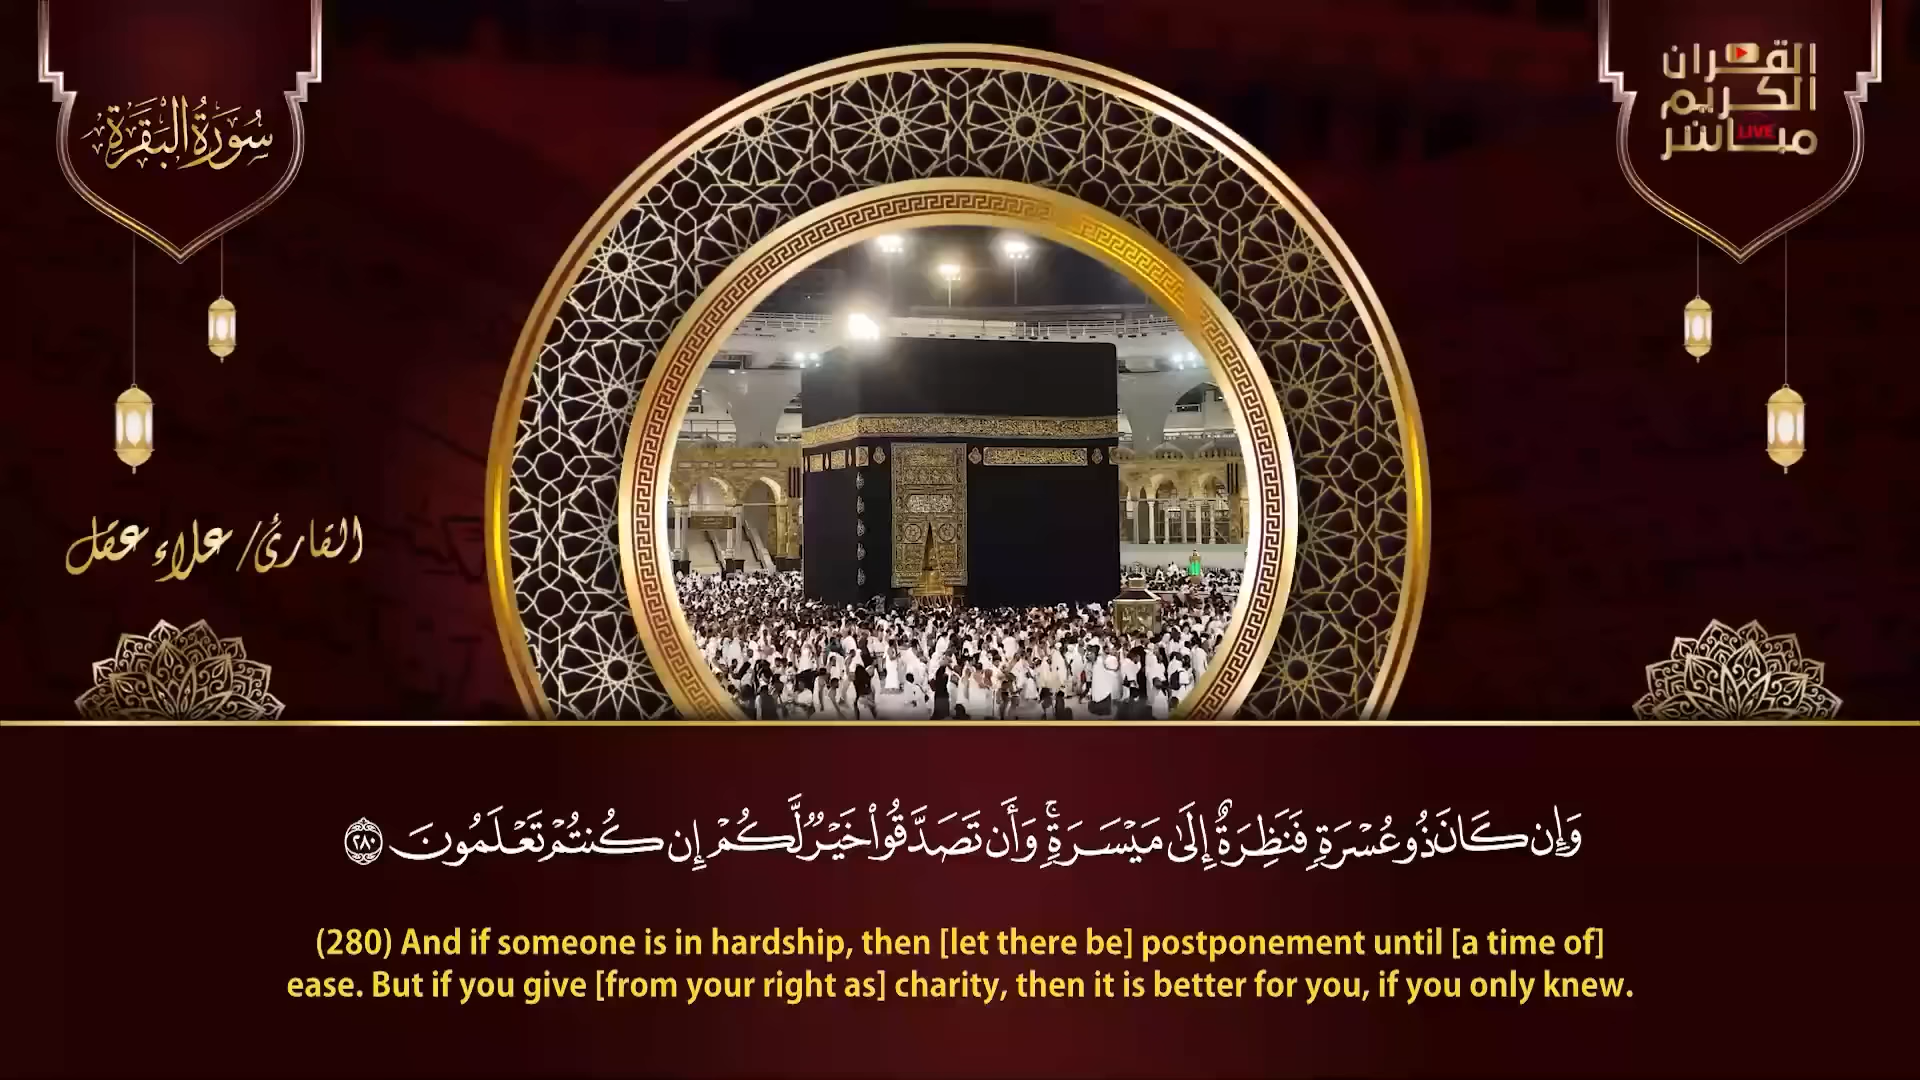 سُورَةُ البَقَرَةِ
القرآن
الكريم
مباشر
LIVE
القارئ/ علاء عقل
وَإِن كَانَ ذُو عُسْرَةٍ فَنَظِرَةٌ إِلَىٰ مَيْسَرَةٍ ۚ وَأَن تَصَدَّقُوا۟ خَيْرٌ لَّكُمْ إِن كُنتُمْ تَعْلَمُونَ ٢٨٠
(280) And if someone is in hardship, then [let there be] postponement until [a time of]
ease. But if you give [from your right as] charity, then it is better for you, if you only knew.